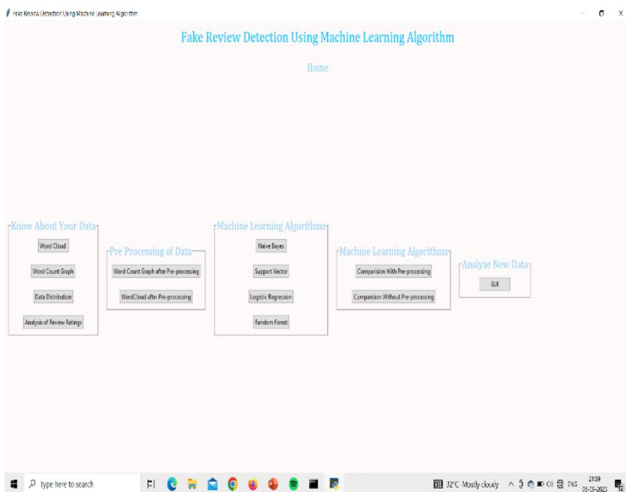 Fake Review Detection Using Machine Learning Algorithm
Fake Review Detection Using Machine Learning Algorithm
Home
Know About Your Data
Word Cloud
Word Count Graph
Data Distribution
Analysis of Review Ratings
Pre Processing of Data
Word Count Graph after Pre-processing
WordCloud after Pre-processing
Machine Learning Algorithms
Naive Bayes
Support Vector
Logistic Regression
Random Forest
Machine Learning Algorithms
Comparision With Pre-processing
Comparision Without Pre-processing
Analyse New Data
GUI
Type here to search
32°C Mostly cloudy
ENG